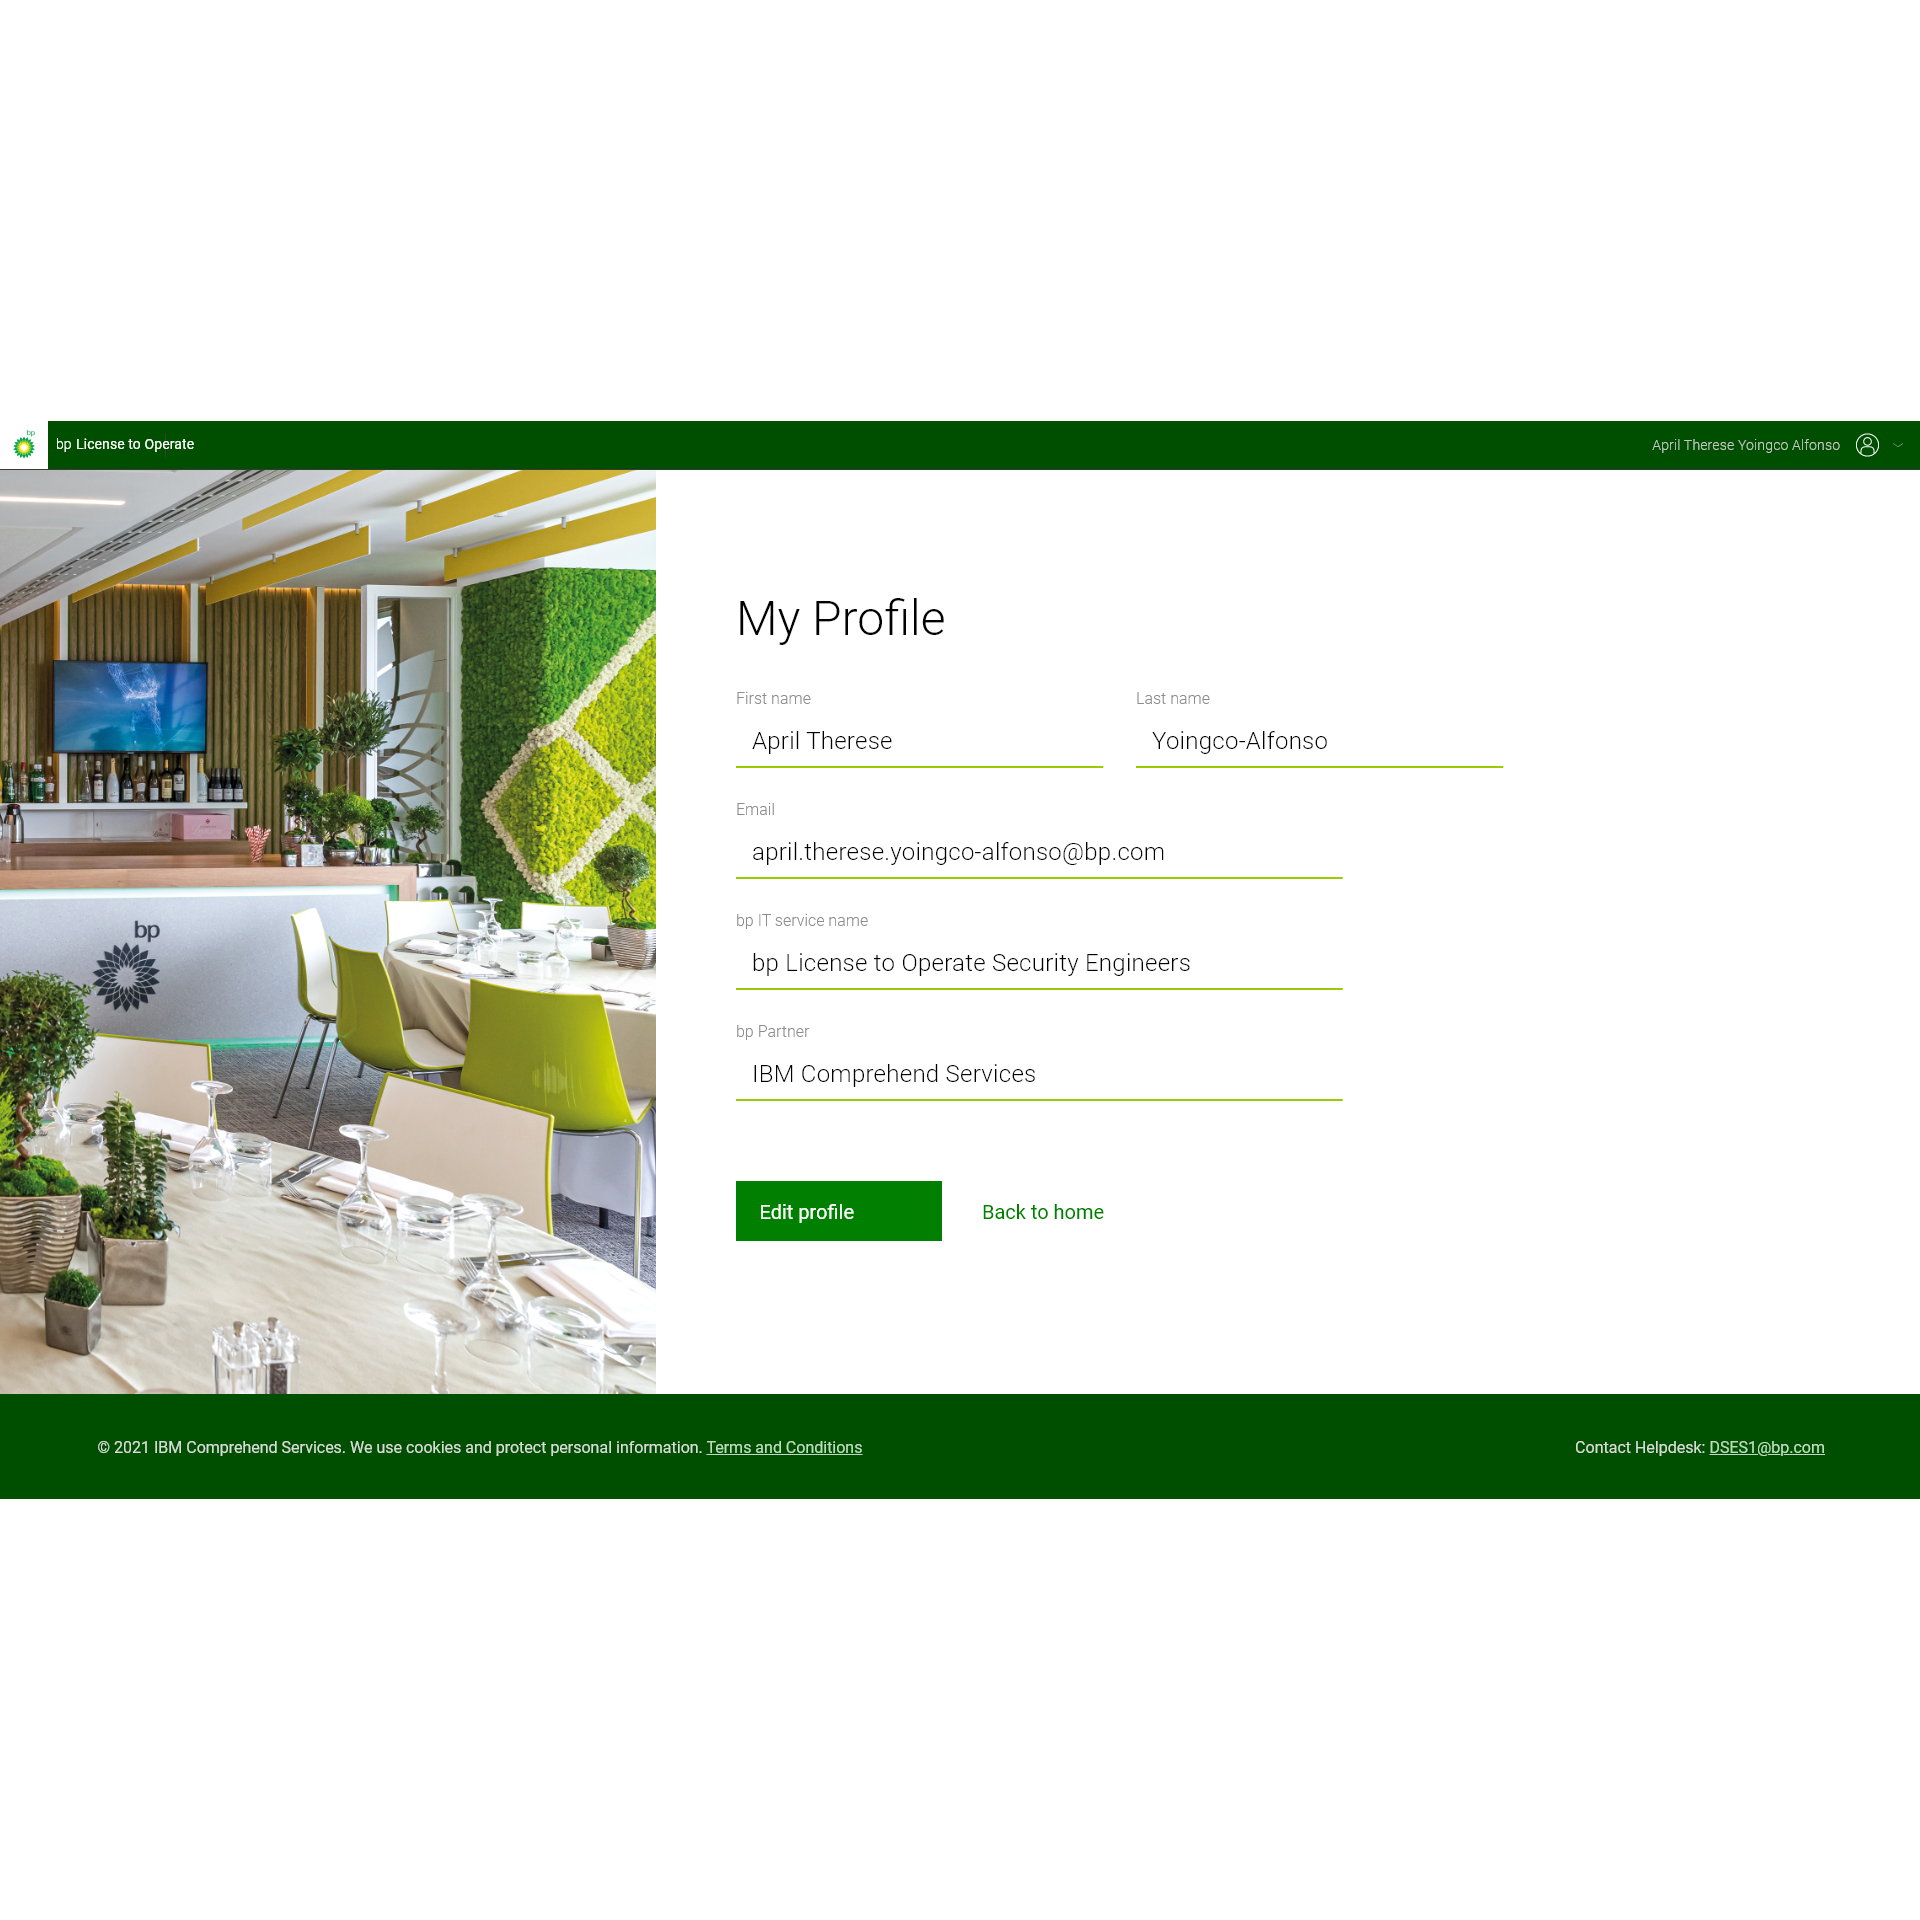 bp
bp License to Operate
April Therese Yoingco Alfonso
bp
My Profile
First name
Last name
April Therese
Yoingco-Alfonso
Email
april.therese.yoingco-alfonso@bp.com
bp IT service name
bp License to Operate Security Engineers
bp Partner
IBM Comprehend Services
Edit profile
Back to home
© 2021 IBM Comprehend Services. We use cookies and protect personal information. Terms and Conditions
Contact Helpdesk: DSES1@bp.com